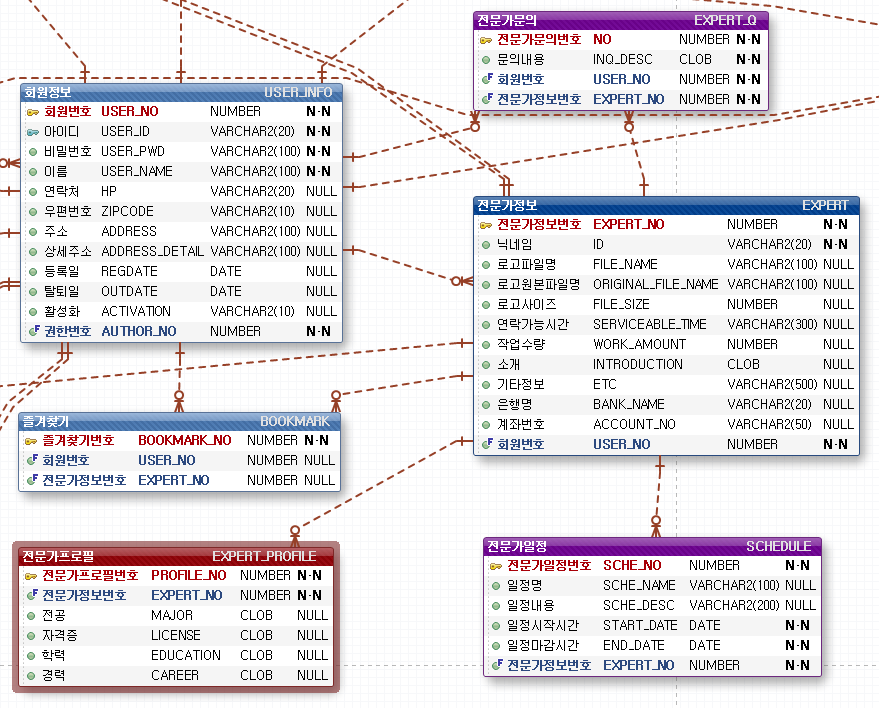 전문가문의 EXPERT_Q
전문가문의번호 NO NUMBER N-N
문의내용 INQ_DESC CLOB N-N
회원번호 USER_NO NUMBER N-N
전문가정보번호 EXPERT_NO NUMBER N-N
회원정보 USER_INFO
회원번호 USER_NO NUMBER N-N
아이디 USER_ID VARCHAR2(20) N-N
비밀번호 USER_PWD VARCHAR2(100) N-N
이름 USER_NAME VARCHAR2(100) N-N
연락처 HP VARCHAR2(20) NULL
우편번호 ZIPCODE VARCHAR2(10) NULL
주소 ADDRESS VARCHAR2(100) NULL
상세주소 ADDRESS_DETAIL VARCHAR2(100) NULL
등록일 REGDATE DATE NULL
탈퇴일 OUTDATE DATE NULL
활성화 ACTIVATION VARCHAR2(10) NULL
권한번호 AUTHOR_NO NUMBER N-N
전문가정보 EXPERT
전문가정보번호 EXPERT_NO NUMBER N-N
닉네임 ID VARCHAR2(20) N-N
로고파일명 FILE_NAME VARCHAR2(100) NULL
로고원본파일명 ORIGINAL_FILE_NAME VARCHAR2(100) NULL
로고사이즈 FILE_SIZE NUMBER NULL
연락가능시간 SERVICEABLE_TIME VARCHAR2(300) NULL
작업수량 WORK_AMOUNT NUMBER NULL
소개 INTRODUCTION CLOB NULL
기타정보 ETC VARCHAR2(500) NULL
은행명 BANK_NAME VARCHAR2(20) NULL
계좌번호 ACCOUNT_NO VARCHAR2(50) NULL
회원번호 USER_NO NUMBER N-N
즐겨찾기 BOOKMARK
즐겨찾기번호 BOOKMARK_NO NUMBER N-N
회원번호 USER_NO NUMBER NULL
전문가정보번호 EXPERT_NO NUMBER NULL
전문가프로필 EXPERT_PROFILE
전문가프로필번호 PROFILE_NO NUMBER N-N
전문가정보번호 EXPERT_NO NUMBER N-N
전공 MAJOR CLOB NULL
자격증 LICENSE CLOB NULL
학력 EDUCATION CLOB NULL
경력 CAREER CLOB NULL
전문가일정 SCHEDULE
전문가일정번호 SCHE_NO NUMBER N-N
일정명 SCHE_NAME VARCHAR2(100) NULL
일정내용 SCHE_DESC VARCHAR2(200) NULL
일정시작시간 START_DATE DATE N-N
일정마감시간 END_DATE DATE N-N
전문가정보번호 EXPERT_NO NUMBER N-N